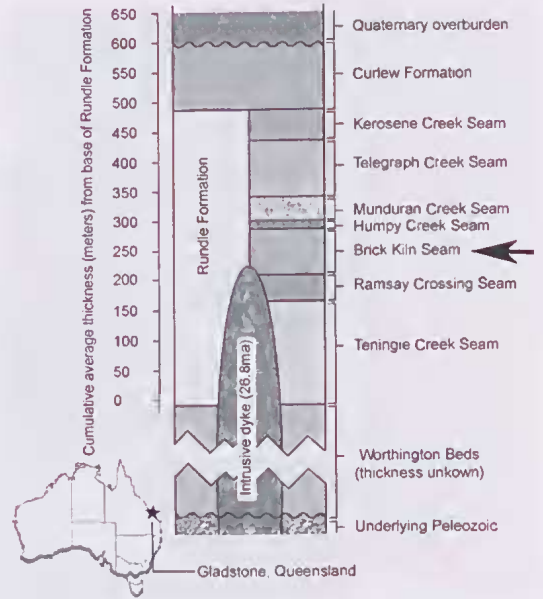 Cumulative average thickness (meters) from base of Rundle Formation
650
600
550
500
450
400
350
300
250
200
150
100
50
0
Rundle Formation
Intrusive dyke (26.8ma)
Quaternary overburden
Curlew Formation
Kerosene Creek Seam
Telegraph Creek Seam
Munduran Creek Seam
Humpy Creek Seam
Brick Kiln Seam
Ramsay Crossing Seam
Teningie Creek Seam
Worthington Beds
(thickness unkown)
Underlying Peleozoic
Gladstone, Queensland